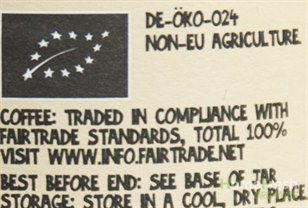 DE-ÖKO-024
NON-EU AGRICULTURE
COFFEE: TRADED IN COMPLIANCE WITH
FAIRTRADE STANDARDS, TOTAL 100%
VISIT WWW.INFO.FAIRTRADE.NET
BEST BEFORE END: SEE BASE OF JAR
STORAGE: STORE IN A COOL, DRY PLACE